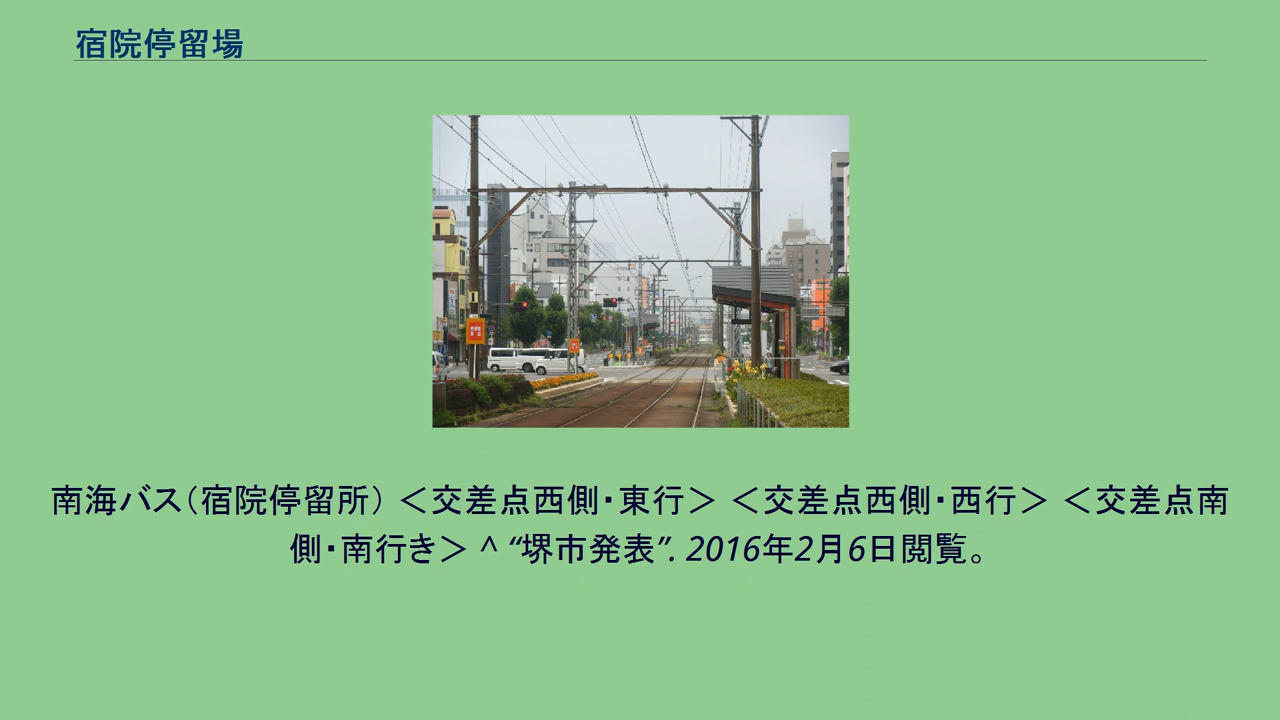 宿院停留場
南海バス（宿院停留所） ＜交差点西側・東行＞ ＜交差点西側・西行＞ ＜交差点南
側・南行き＞ ^ “堺市発表”. 2016年2月6日閲覧。